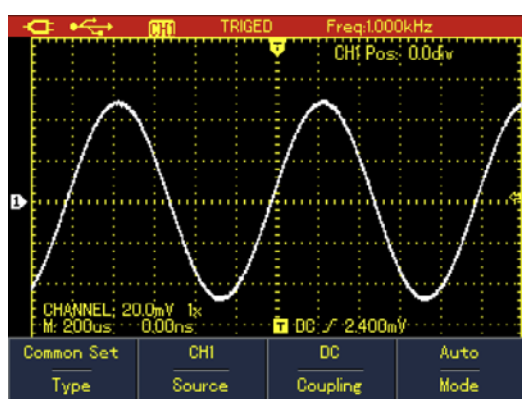 CH1 TRIGED Freq:1.000kHz
T
CH1 Pos: 0.0div
1
CHANNEL: 20.0mV 1x
M: 200us: 0.00ns
T DC 2.400mV
Common Set CH1 DC Auto
Type Source Coupling Mode